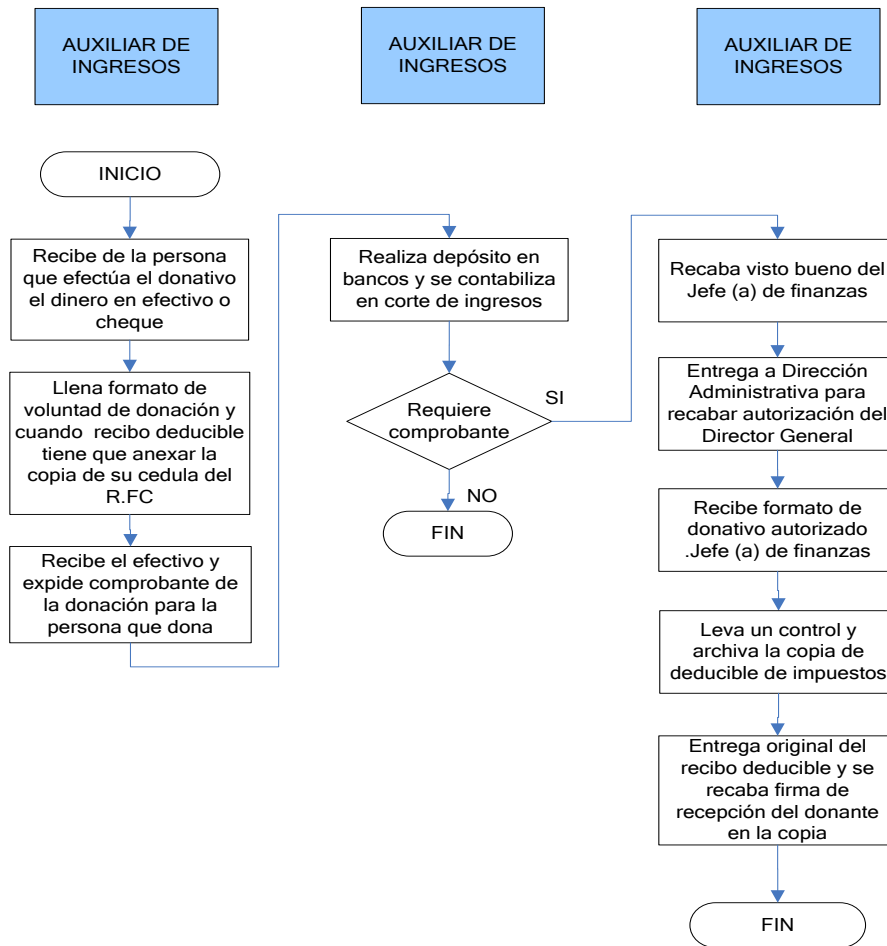 AUXILIAR DE
INGRESOS
AUXILIAR DE
INGRESOS
AUXILIAR DE
INGRESOS
INICIO
Recibe de la persona
que efectúa el donativo
el dinero en efectivo o
cheque
Llena formato de
voluntad de donación y
cuando recibo deducible
tiene que anexar la
copia de su cedula del
R.FC
Recibe el efectivo y
expide comprobante de
la donación para la
persona que dona
Realiza depósito en
bancos y se contabiliza
en corte de ingresos
Requiere
comprobante
SI
NO
FIN
Recaba visto bueno del
Jefe (a) de finanzas
Entrega a Dirección
Administrativa para
recabar autorización del
Director General
Recibe formato de
donativo autorizado
.Jefe (a) de finanzas
Leva un control y
archiva la copia de
deducible de impuestos
Entrega original del
recibo deducible y se
recaba firma de
recepción del donante
en la copia
FIN